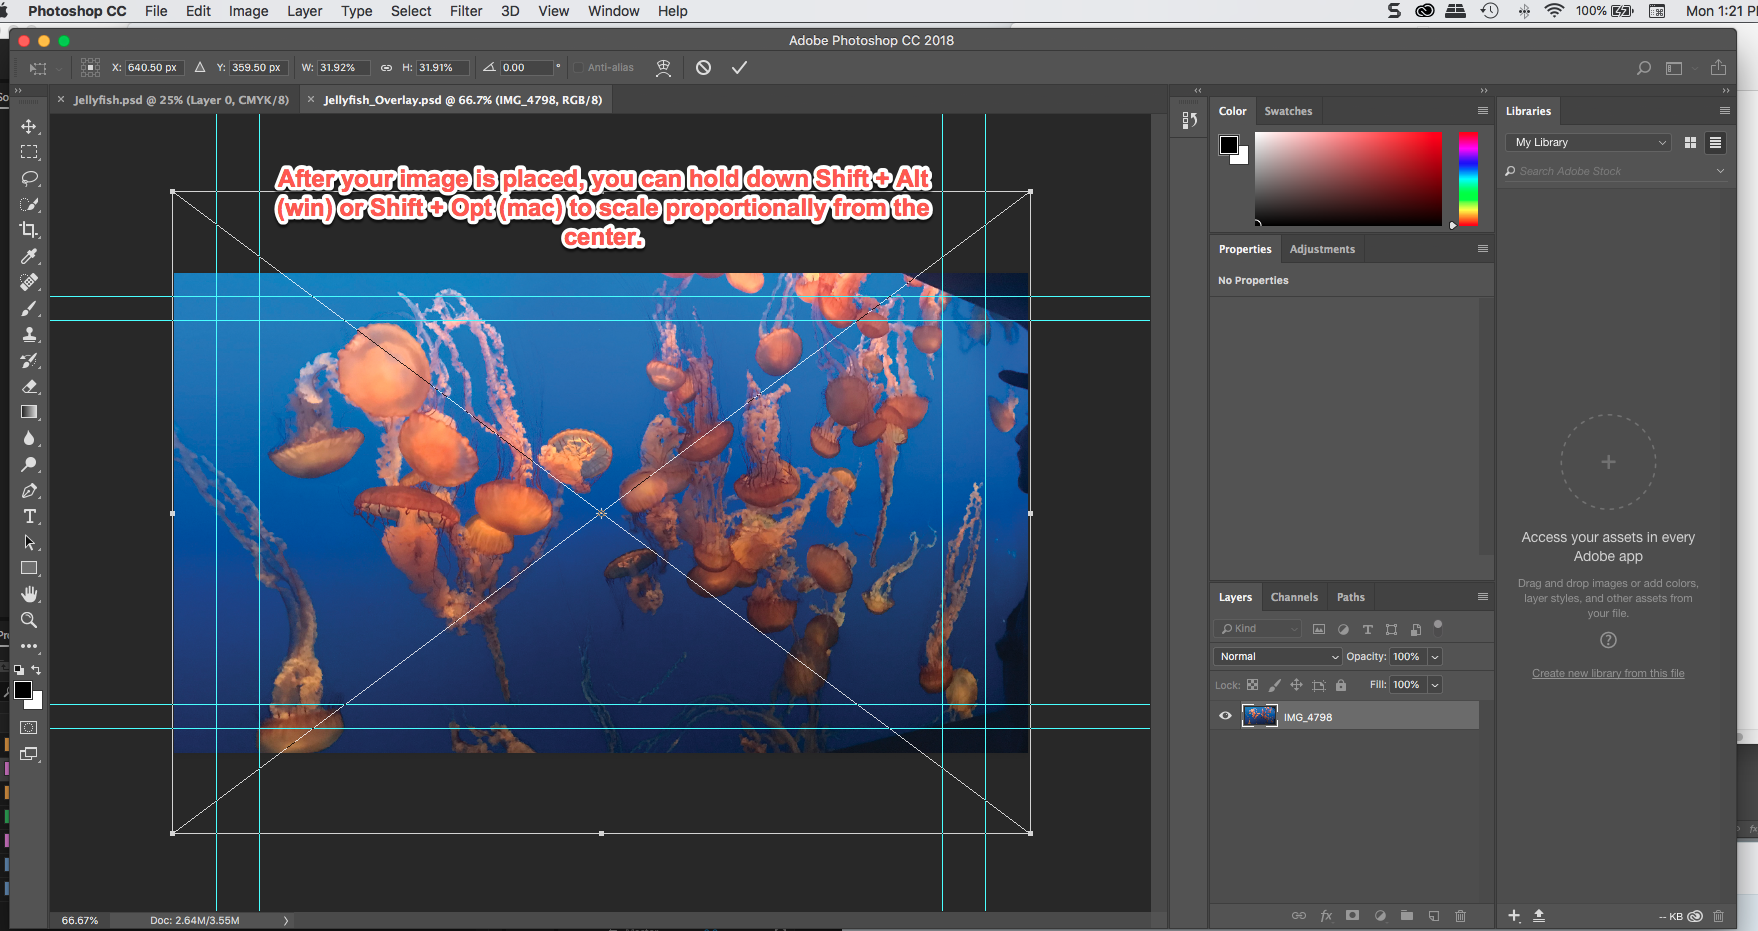 Photoshop CC File Edit Image Layer Type Select Filter 3D View Window Help
100% Mon 1:21 P
Adobe Photoshop CC 2018
X: 640.50 px Y: 359.50 px W: 31.92% H: 31.91% 0.00 ° Anti-alias
× Jellyfish.psd @ 25% (Layer 0, CMYK/8) × Jellyfish_Overlay.psd @ 66.7% (IMG_4798, RGB/8)
After your image is placed, you can hold down Shift + Alt
(win) or Shift + Opt (mac) to scale proportionally from the
center.
66.67% Doc: 2.64M/3.55M
Color Swatches
Properties Adjustments
No Properties
Layers Channels Paths
Kind
Normal Opacity: 100%
Lock: Fill: 100%
IMG_4798
fx
Libraries
My Library
Search Adobe Stock
Access your assets in every
Adobe app
Drag and drop images or add colors,
layer styles, and other assets from
your file.
Create new library from this file
-- KB